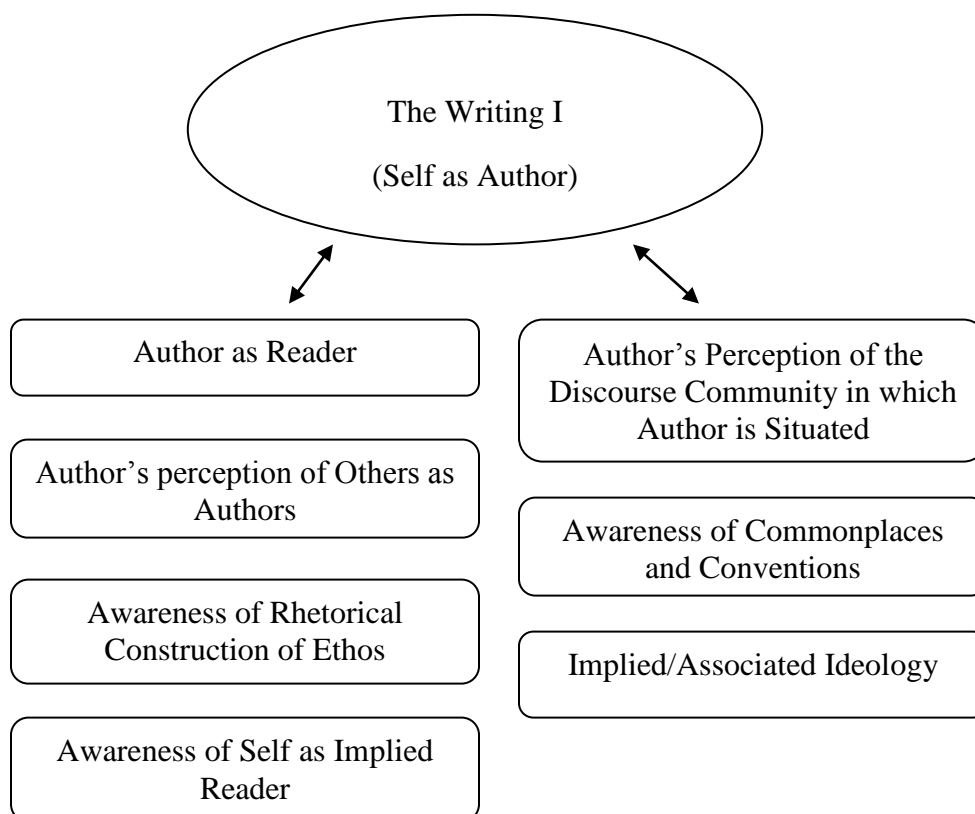 The Writing I
(Self as Author)
Author as Reader
Author’s perception of Others as
Authors
Awareness of Rhetorical
Construction of Ethos
Awareness of Self as Implied
Reader
Author’s Perception of the
Discourse Community in which
Author is Situated
Awareness of Commonplaces
and Conventions
Implied/Associated Ideology